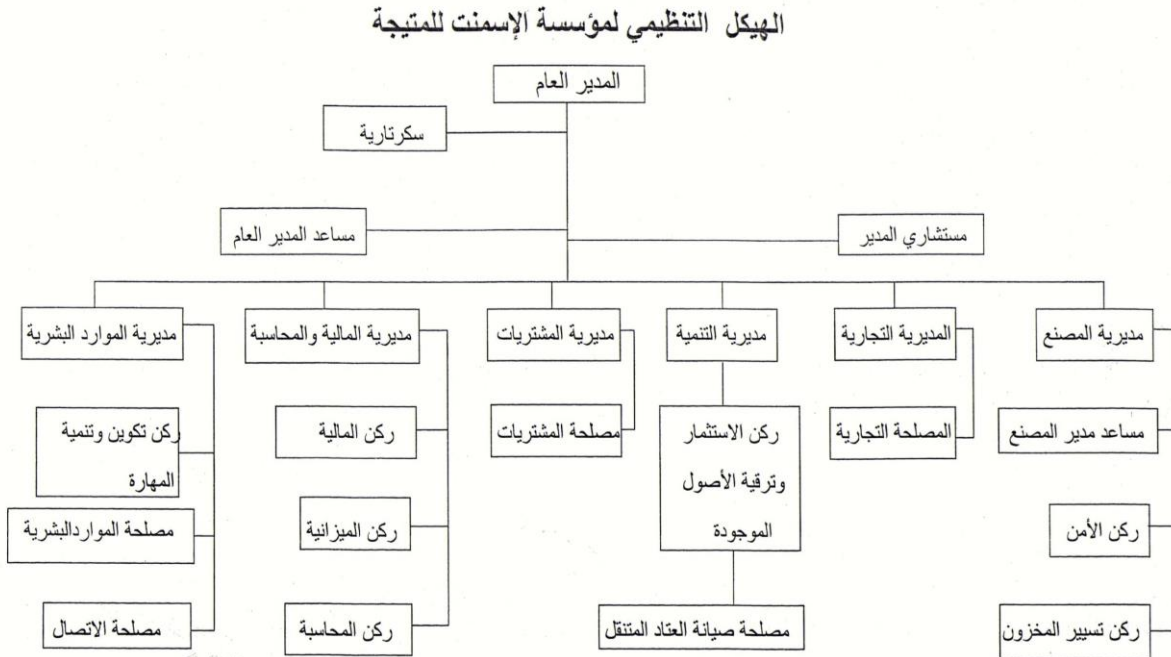 الهيكل التنظيمي لمؤسسة الإسمنت للمتيجة
المدير العام
سكرتارية
مستشاري المدير
مساعد المدير العام
مديرية المصنع
المديرية التجارية
مديرية التنمية
مديرية المشتريات
مديرية المالية والمحاسبة
مديرية الموارد البشرية
مساعد مدير المصنع
المصلحة التجارية
ركن الاستثمار
وترقية الأصول
الموجودة
مصلحة المشتريات
ركن المالية
ركن تكوين وتنمية
المهارة
ركن الأمن
ركن الميزانية
مصلحة المواردالبشرية
ركن تسيير المخزون
مصلحة صيانة العتاد المتنقل
ركن المحاسبة
مصلحة الاتصال